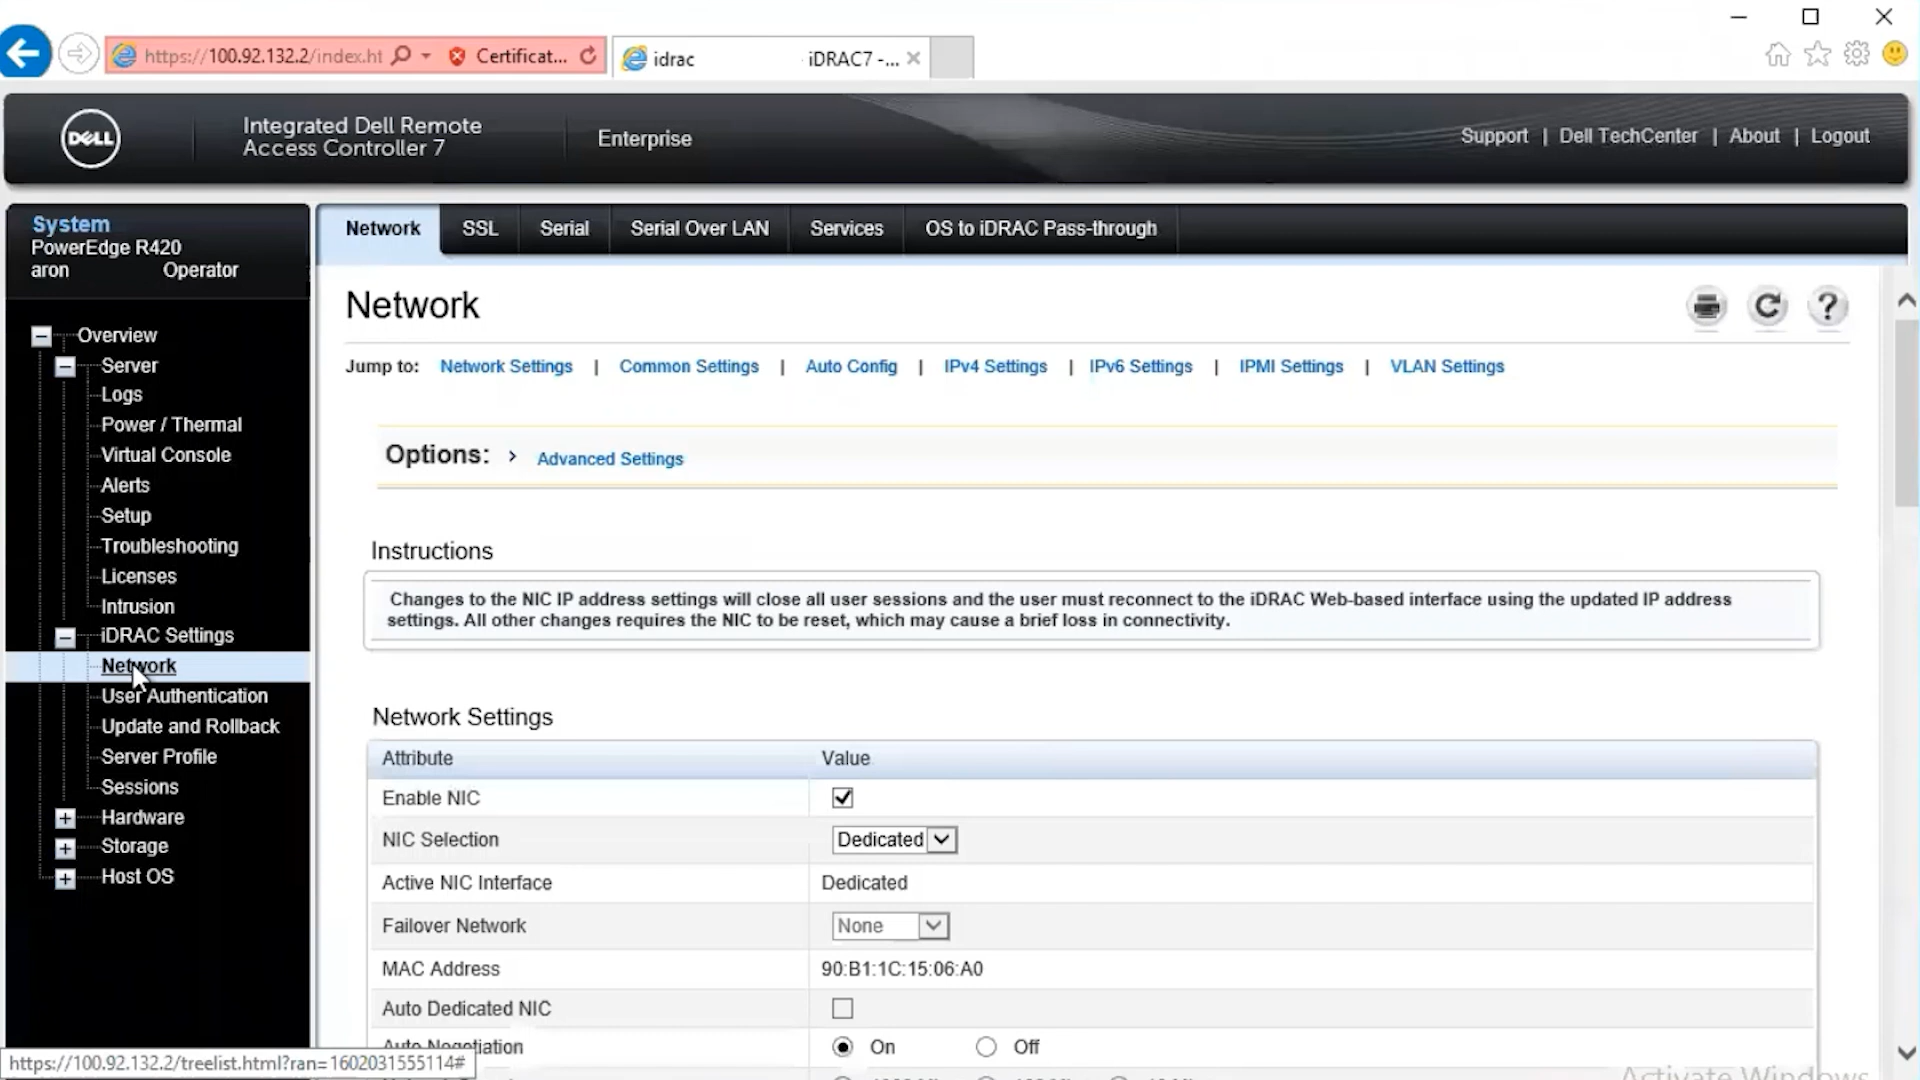 https://100.92.132.2/index.ht
Certificat...
idrac
iDRAC7 -...
DELL
Integrated Dell Remote
Access Controller 7
Enterprise
Support | Dell TechCenter | About | Logout
System
PowerEdge R420
aron Operator
Overview
Server
Logs
Power / Thermal
Virtual Console
Alerts
Setup
Troubleshooting
Licenses
Intrusion
iDRAC Settings
Network
User Authentication
Update and Rollback
Server Profile
Sessions
Hardware
Storage
Host OS
Network SSL Serial Serial Over LAN Services OS to iDRAC Pass-through
Network
Jump to: Network Settings | Common Settings | Auto Config | IPv4 Settings | IPv6 Settings | IPMI Settings | VLAN Settings
Options: > Advanced Settings
Instructions
Changes to the NIC IP address settings will close all user sessions and the user must reconnect to the iDRAC Web-based interface using the updated IP address
settings. All other changes requires the NIC to be reset, which may cause a brief loss in connectivity.
Network Settings
Attribute Value
Enable NIC
NIC Selection Dedicated
Active NIC Interface Dedicated
Failover Network None
MAC Address 90:B1:1C:15:06:A0
Auto Dedicated NIC
Auto Negotiation On Off
https://100.92.132.2/treelist.html?ran=1602031555114#
Activate Windows